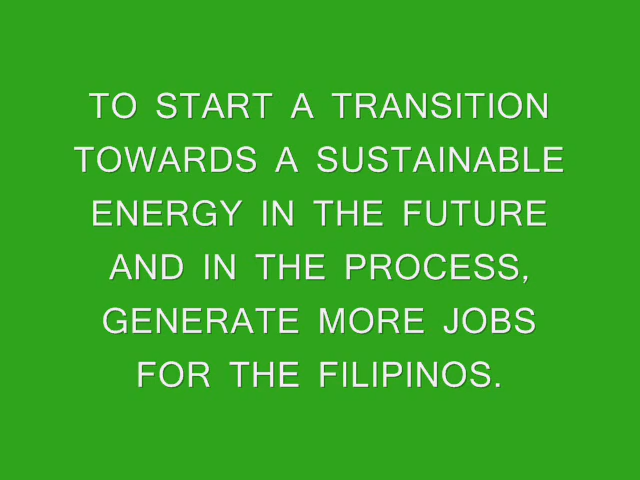 TO START A TRANSITION
TOWARDS A SUSTAINABLE
ENERGY IN THE FUTURE
AND IN THE PROCESS,
GENERATE MORE JOBS
FOR THE FILIPINOS.